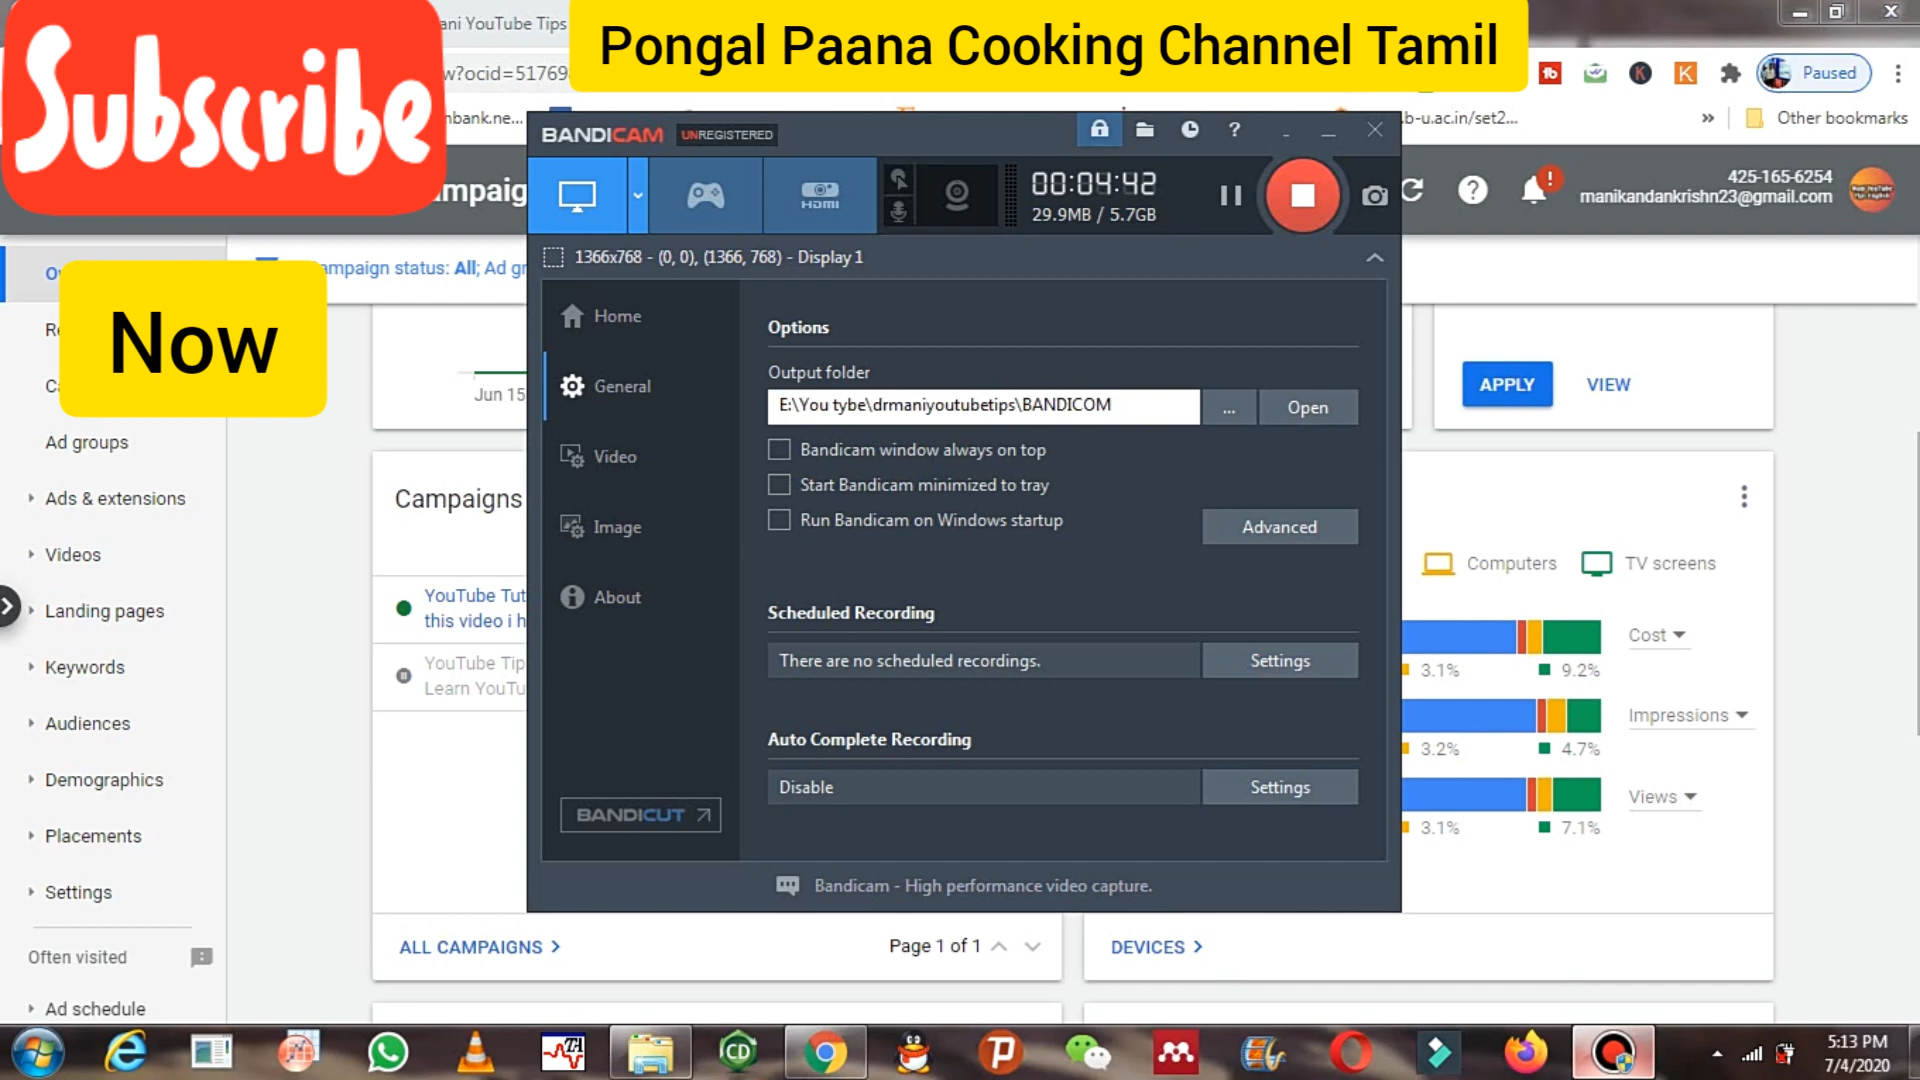 Subscribe
Now
Pongal Paana Cooking Channel Tamil
ani YouTube Tips
w?ocid=5176
Paused
nbank.ne...
b-u.ac.in/set2...
»
Other bookmarks
mpaign
425-165-6254
manikandankrishn23@gmail.com
ampaign status: All; Ad gr
BANDICAM UNREGISTERED
?
HDMI
00:04:42
29.9MB / 5.7GB
1366x768 - (0, 0), (1366, 768) - Display 1
Home
General
Video
Image
About
BANDICUT
Options
Output folder
E:\You tybe\drmaniyoutubetips\BANDICOM
...
Open
Bandicam window always on top
Start Bandicam minimized to tray
Run Bandicam on Windows startup
Advanced
Scheduled Recording
There are no scheduled recordings.
Settings
Auto Complete Recording
Disable
Settings
Bandicam - High performance video capture.
Ad groups
Ads & extensions
Videos
Landing pages
Keywords
Audiences
Demographics
Placements
Settings
Often visited
Ad schedule
Jun 15
Campaigns
YouTube Tut
this video i h
YouTube Tip
Learn YouTu
ALL CAMPAIGNS
Page 1 of 1
APPLY
VIEW
Computers
TV screens
Cost
3.1%
9.2%
Impressions
3.2%
4.7%
Views
3.1%
7.1%
DEVICES
5:13 PM
7/4/2020